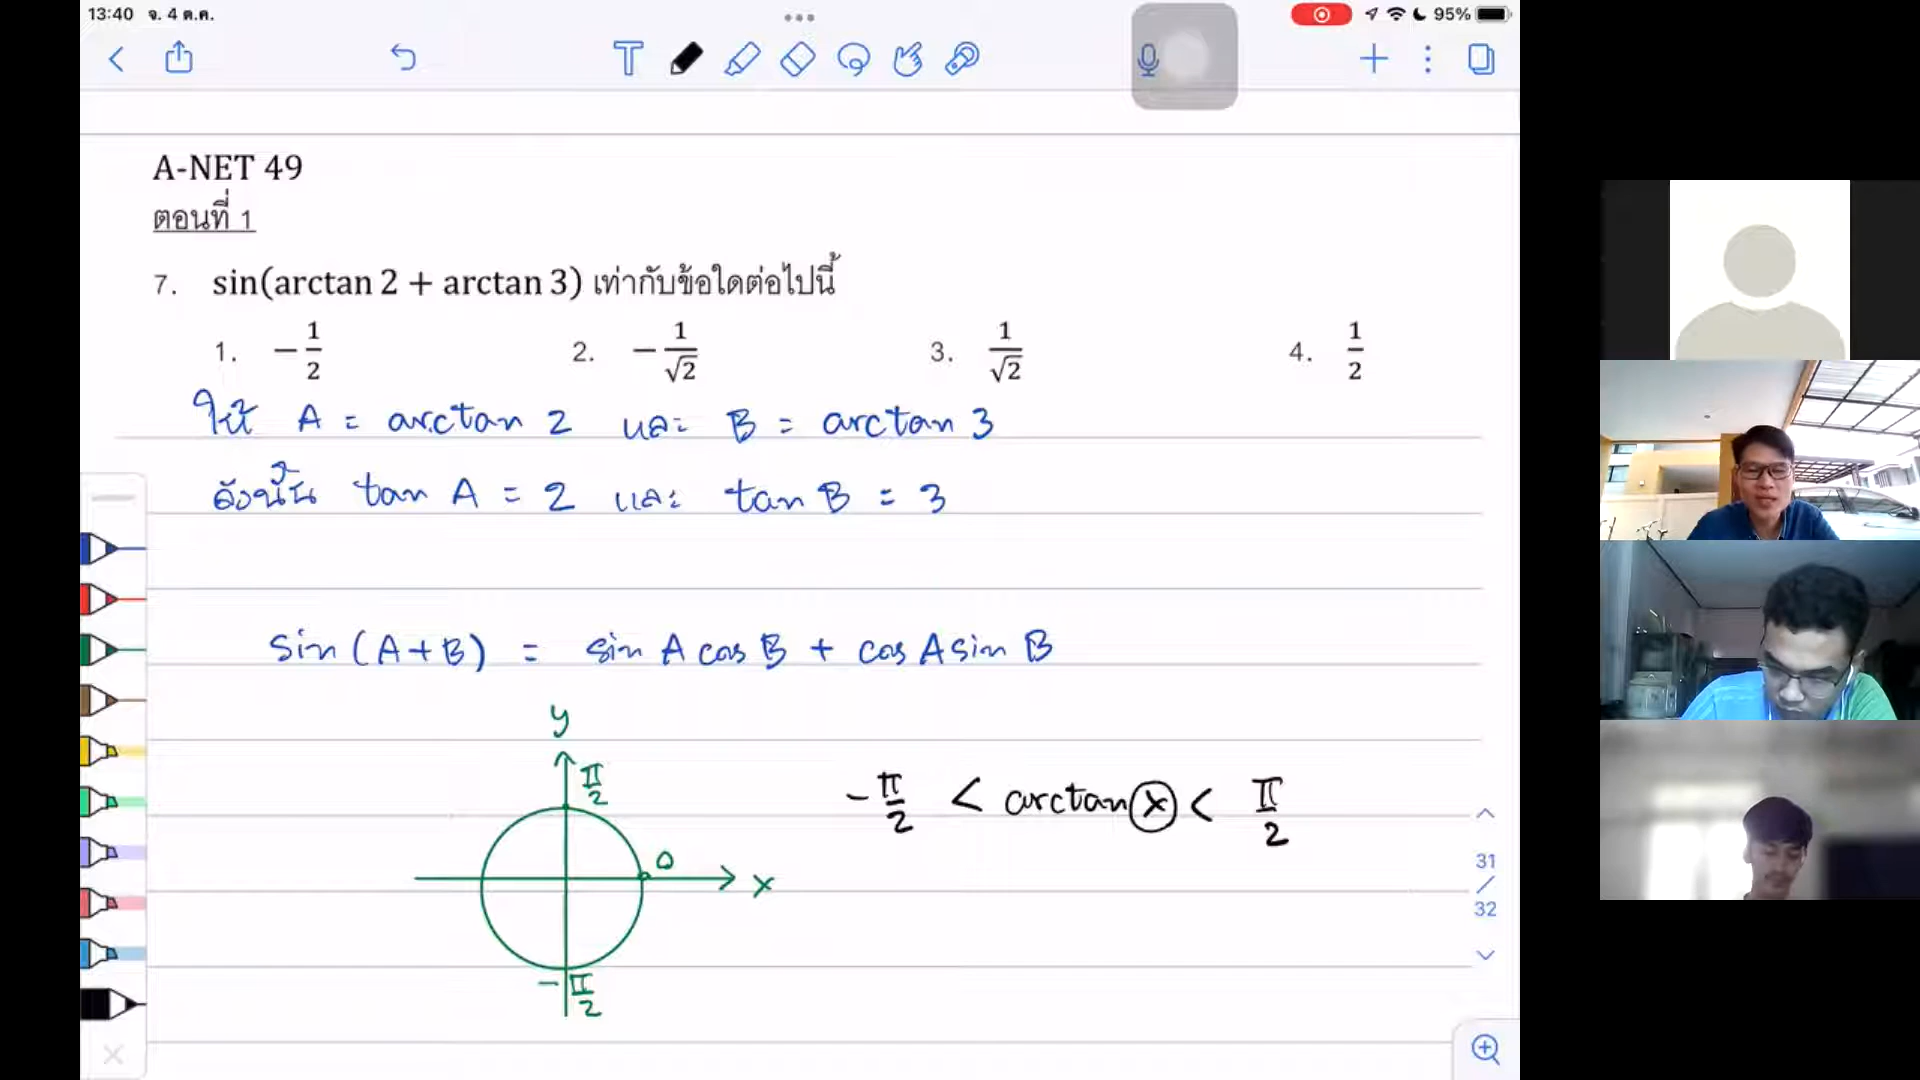 13:40 จ. 4 ต.ค.
95%
A-NET 49
ตอนที่ 1
7. sin(arctan 2 + arctan 3) เท่ากับข้อใดต่อไปนี้
1. −1/2 2. −1/√2 3. 1/√2 4. 1/2
ให้ A = arctan 2 และ B = arctan 3
ดังนั้น tan A = 2 และ tan B = 3
sin (A+B) = sin A cos B + cos A sin B
y
π/2
0
x
−π/2
−π/2 < arctan x < π/2
31
/
32